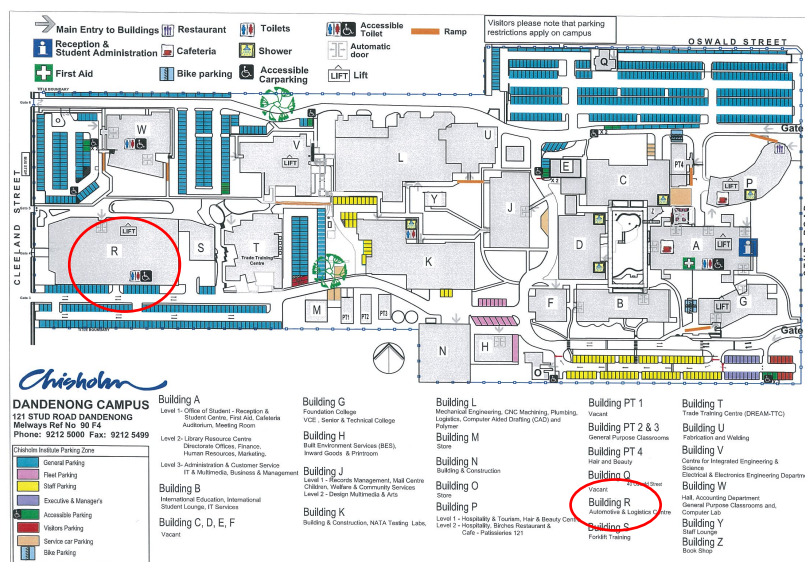 Main Entry to Buildings
Restaurant
Toilets
Accessible
Toilet
Ramp
Reception &
Student Administration
Cafeteria
Shower
Automatic
door
First Aid
Bike parking
Accessible
Carparking
LIFT
Lift
Visitors please note that parking
restrictions apply on campus
OSWALD STREET
TITLE BOUNDARY
CLEELAND STREET
Q
W
V
LIFT
L
U
E
X 2
C
PT4
Gate
P
LIFT
Y
J
R
LIFT
S
T
Trade Training
Centre
K
D
A
LIFT
M
PT1
PT2
PT3
F
B
G
LIFT
N
H
O
Gate
TITLE BOUNDARY
Chisholm
DANDENONG CAMPUS
121 STUD ROAD DANDENONG
Melways Ref No 90 F4
Phone: 9212 5000 Fax: 9212 5499
Chisholm Institute Parking Zone
General Parking
Fleet Parking
Staff Parking
Executive & Manager's
Accessible Parking
Visitors Parking
Service car Parking
Bike Parking
Building A
Level 1- Office of Student - Reception &
Student Centre, First Aid, Cafeteria
Auditorium, Meeting Room
Level 2- Library Resource Centre
Directorate Offices, Finance,
Human Resources, Marketing,
Level 3- Administration & Customer Service
IT & Multimedia, Business & Management
Building B
International Education, International
Student Lounge, IT Services
Building C, D, E, F
Vacant
Building G
Foundation College
VCE , Senior & Technical College
Building H
Built Environment Services (BES),
Inward Goods & Printroom
Building J
Level 1 - Records Management, Mail Centre
Children, Welfare & Community Services
Level 2 - Design Multimedia & Arts
Building K
Building & Construction, NATA Testing Labs,
Building L
Mechanical Engineering, CNC Machining, Plumbing,
Logistics, Computer Aided Drafting (CAD) and
Polymer
Building M
Store
Building N
Building & Construction
Building O
Store
Building P
Level 1 - Hospitality & Tourism, Hair & Beauty Centre
Level 2 - Hospitality, Birches Restaurant &
Cafe - Patisseries 121
Building PT 1
Vacant
Building PT 2 & 3
General Purpose Classrooms
Building PT 4
Hair and Beauty
Building Q
Street
Vacant
Building R
Automotive & Logistics Centre
Building S
Forklift Training
Building T
Trade Training Centre (DREAM-TTC)
Building U
Fabrication and Welding
Building V
Centre for Integrated Engineering &
Science
Electrical & Electronics Engineering
Building W
Hall, Accounting Department
General Purpose Classrooms and,
Computer Lab
Building Y
Staff Lounge
Building Z
Book Shop